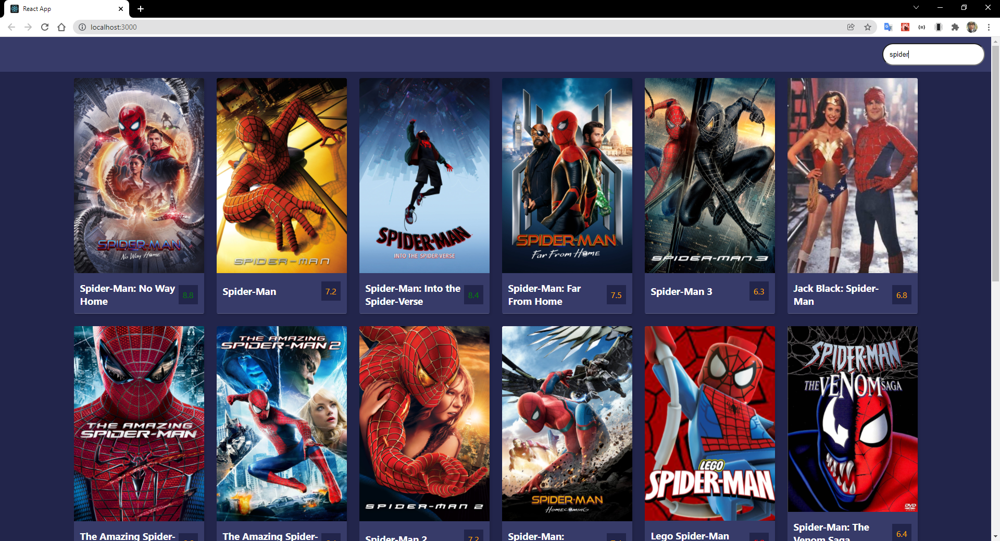 React App
localhost:3000
spider
SPIDER-MAN
No Way Home
SPIDER-MAN
SPIDER-MAN
INTO THE SPIDER-VERSE
SPIDER-MAN
Far From Home
SPIDER-MAN 3
Spider-Man: No Way
Home
8.8
Spider-Man
7.2
Spider-Man: Into the
Spider-Verse
8.4
Spider-Man: Far
From Home
7.5
Spider-Man 3
6.3
Jack Black: Spider-
Man
6.8
THE AMAZING
SPIDER-MAN
THE AMAZING
SPIDER-MAN 2
SPIDER-MAN 2
SPIDER-MAN
HOMECOMING
LEGO
SPIDER-MAN
SPIDER-MAN
THE VENOM SAGA
DVD
VIDEO
The Amazing Spider-
The Amazing Spider-
Spider-Man 2
7.2
Spider-Man:
Lego Spider-Man
Spider-Man: The
Venom Saga
6.4